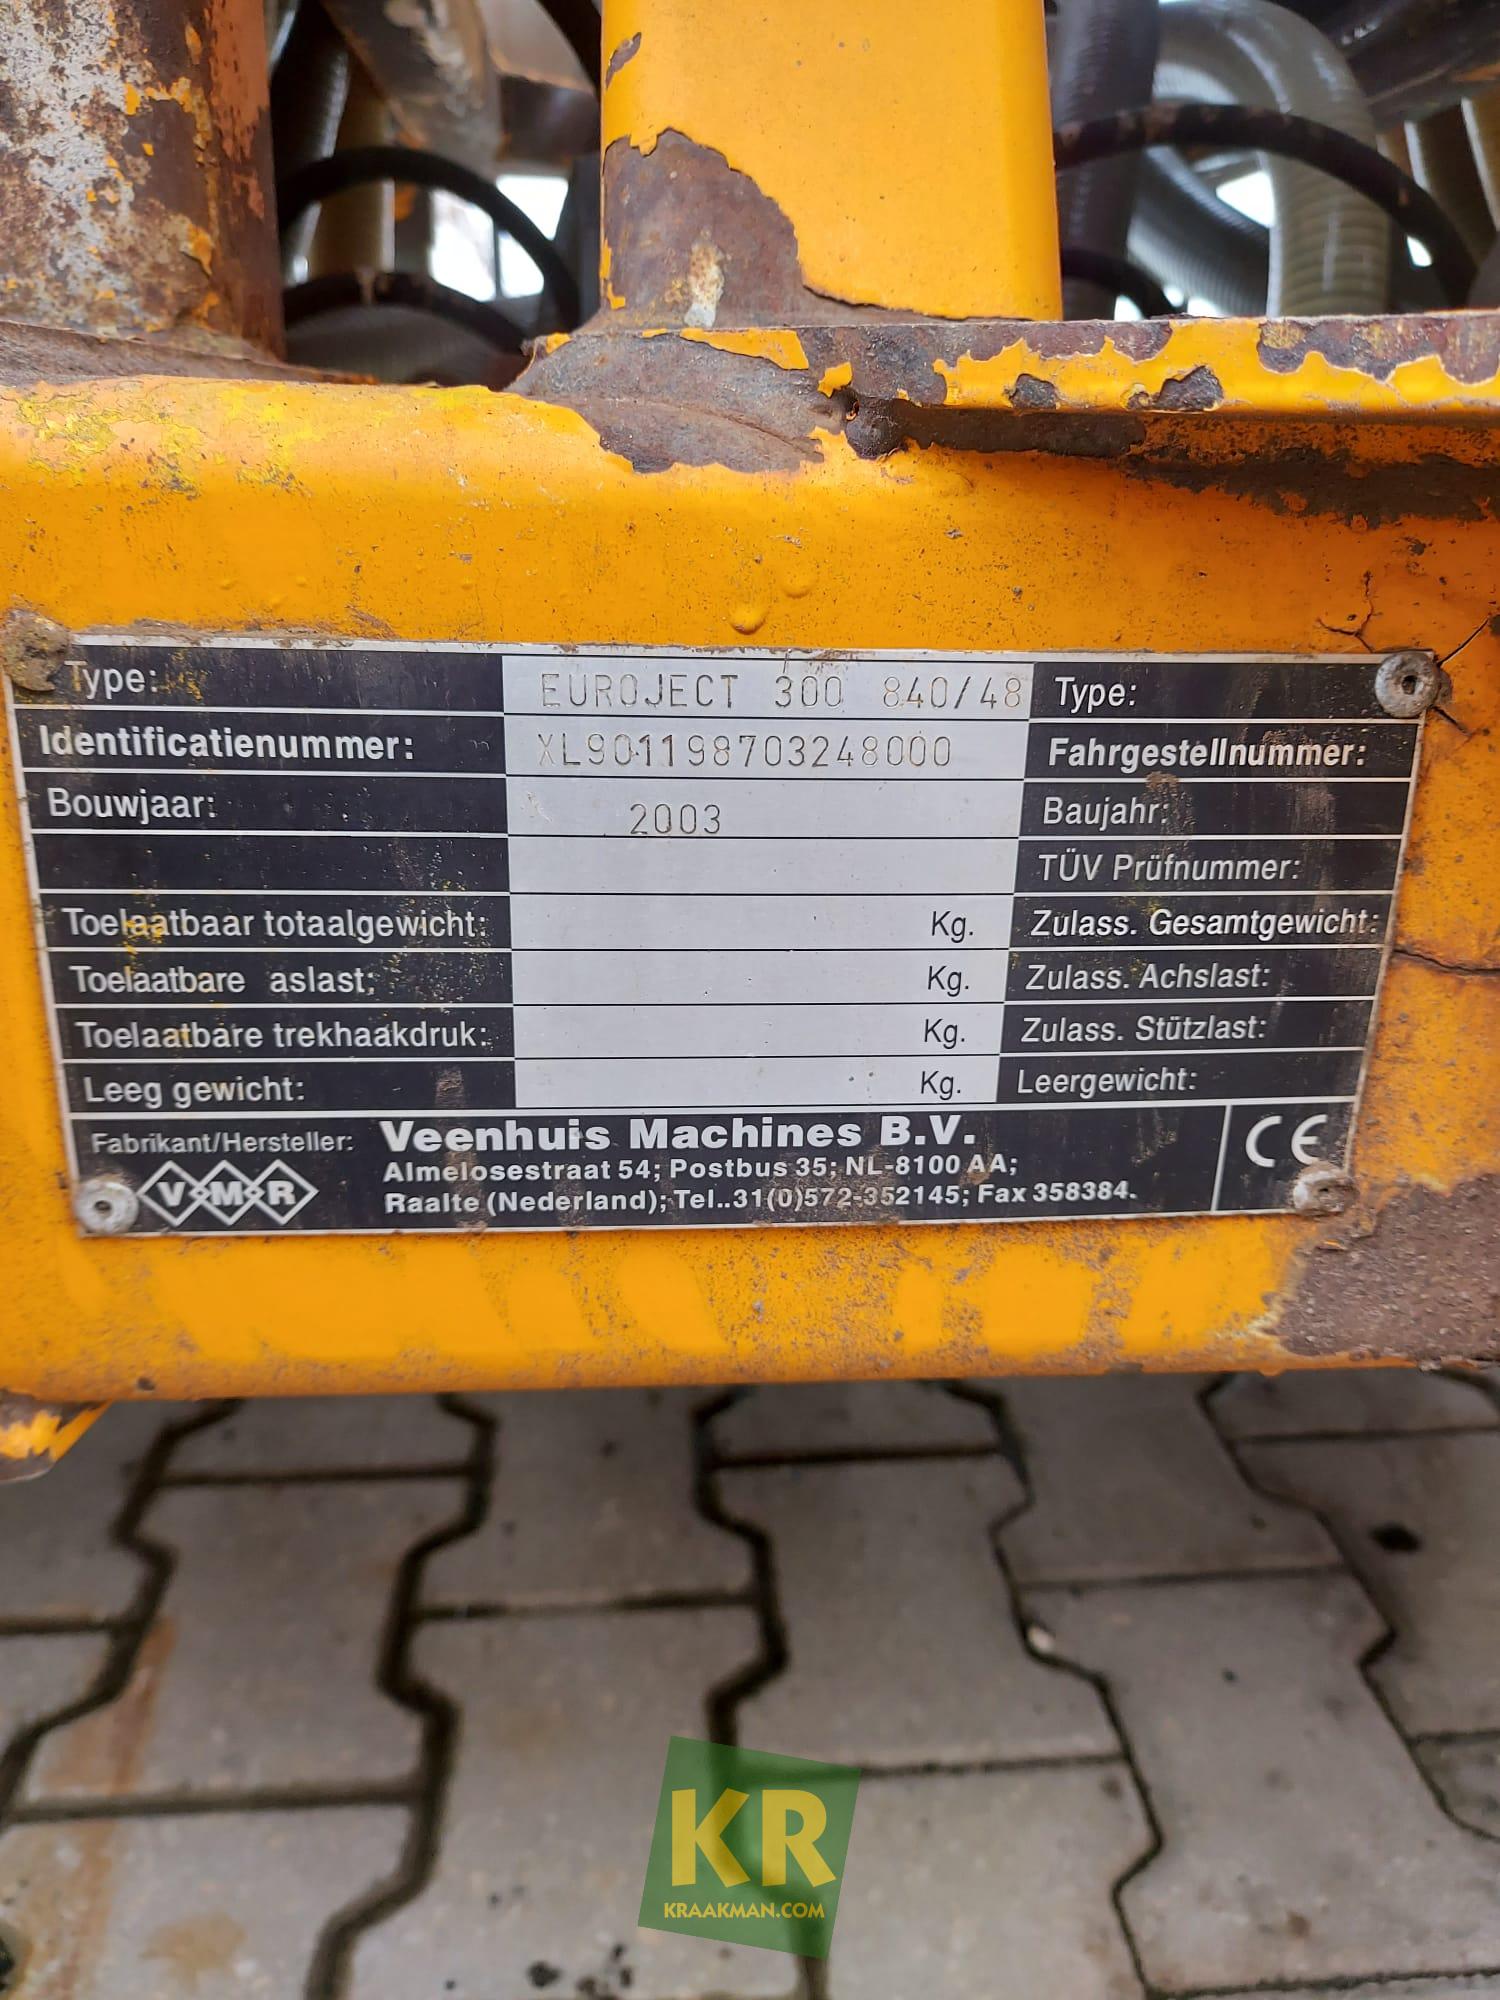 Type: EUROJECT 300 840/48 Type:
Identificatienummer: XL901198703248000 Fahrgestellnummer:
Bouwjaar: 2003 Baujahr:
TÜV Prüfnummer:
Toelaatbaar totaalgewicht: Kg. Zulass. Gesamtgewicht:
Toelaatbare aslast: Kg. Zulass. Achslast:
Toelaatbare trekhaakdruk: Kg. Zulass. Stützlast:
Leeg gewicht: Kg. Leergewicht:
Fabrikant/Hersteller: Veenhuis Machines B.V. CE
Almelosestraat 54; Postbus 35; NL-8100 AA;
VMR Raalte (Nederland); Tel..31(0)572-352145; Fax 358384.
KR
KRAAKMAN.COM